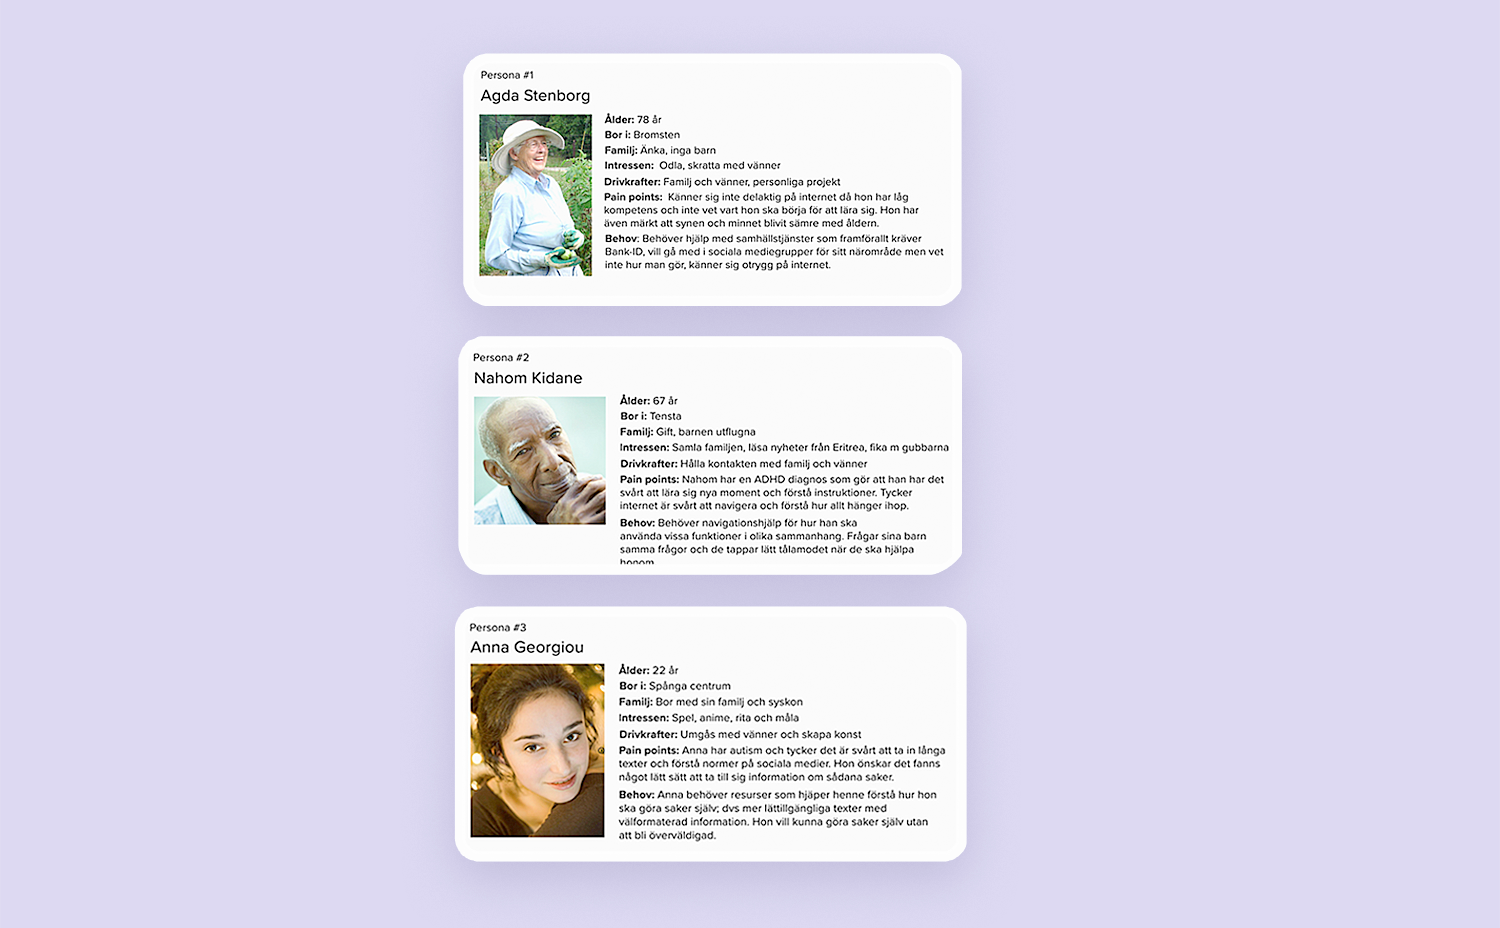 Persona #1
Agda Stenborg
Ålder: 78 år
Bor i: Bromsten
Familj: Änka, inga barn
Intressen: Odla, skratta med vänner
Drivkrafter: Familj och vänner, personliga projekt
Pain points: Känner sig inte delaktig på internet då hon har låg
kompetens och inte vet vart hon ska börja för att lära sig. Hon har
även märkt att synen och minnet blivit sämre med åldern.
Behov: Behöver hjälp med samhällstjänster som framförallt kräver
Bank-ID, vill gå med i sociala mediegrupper för sitt närområde men vet
inte hur man gör, känner sig otrygg på internet.
Persona #2
Nahom Kidane
Ålder: 67 år
Bor i: Tensta
Familj: Gift, barnen utflugna
Intressen: Samla familjen, läsa nyheter från Eritrea, fika m gubbarna
Drivkrafter: Hålla kontakten med familj och vänner
Pain points: Nahom har en ADHD diagnos som gör att han har det
svårt att lära sig nya moment och förstå instruktioner. Tycker
internet är svårt att navigera och förstå hur allt hänger ihop.
Behov: Behöver navigationshjälp för hur han ska
använda vissa funktioner i olika sammanhang. Frågar sina barn
samma frågor och de tappar lätt tålamodet när de ska hjälpa
honom
Persona #3
Anna Georgiou
Ålder: 22 år
Bor i: Spånga centrum
Familj: Bor med sin familj och syskon
Intressen: Spel, anime, rita och måla
Drivkrafter: Umgås med vänner och skapa konst
Pain points: Anna har autism och tycker det är svårt att ta in långa
texter och förstå normer på sociala medier. Hon önskar det fanns
något lätt sätt att ta till sig information om sådana saker.
Behov: Anna behöver resurser som hjäper henne förstå hur hon
ska göra saker själv; dvs mer lättillgängliga texter med
välformaterad information. Hon vill kunna göra saker själv utan
att bli överväldigad.